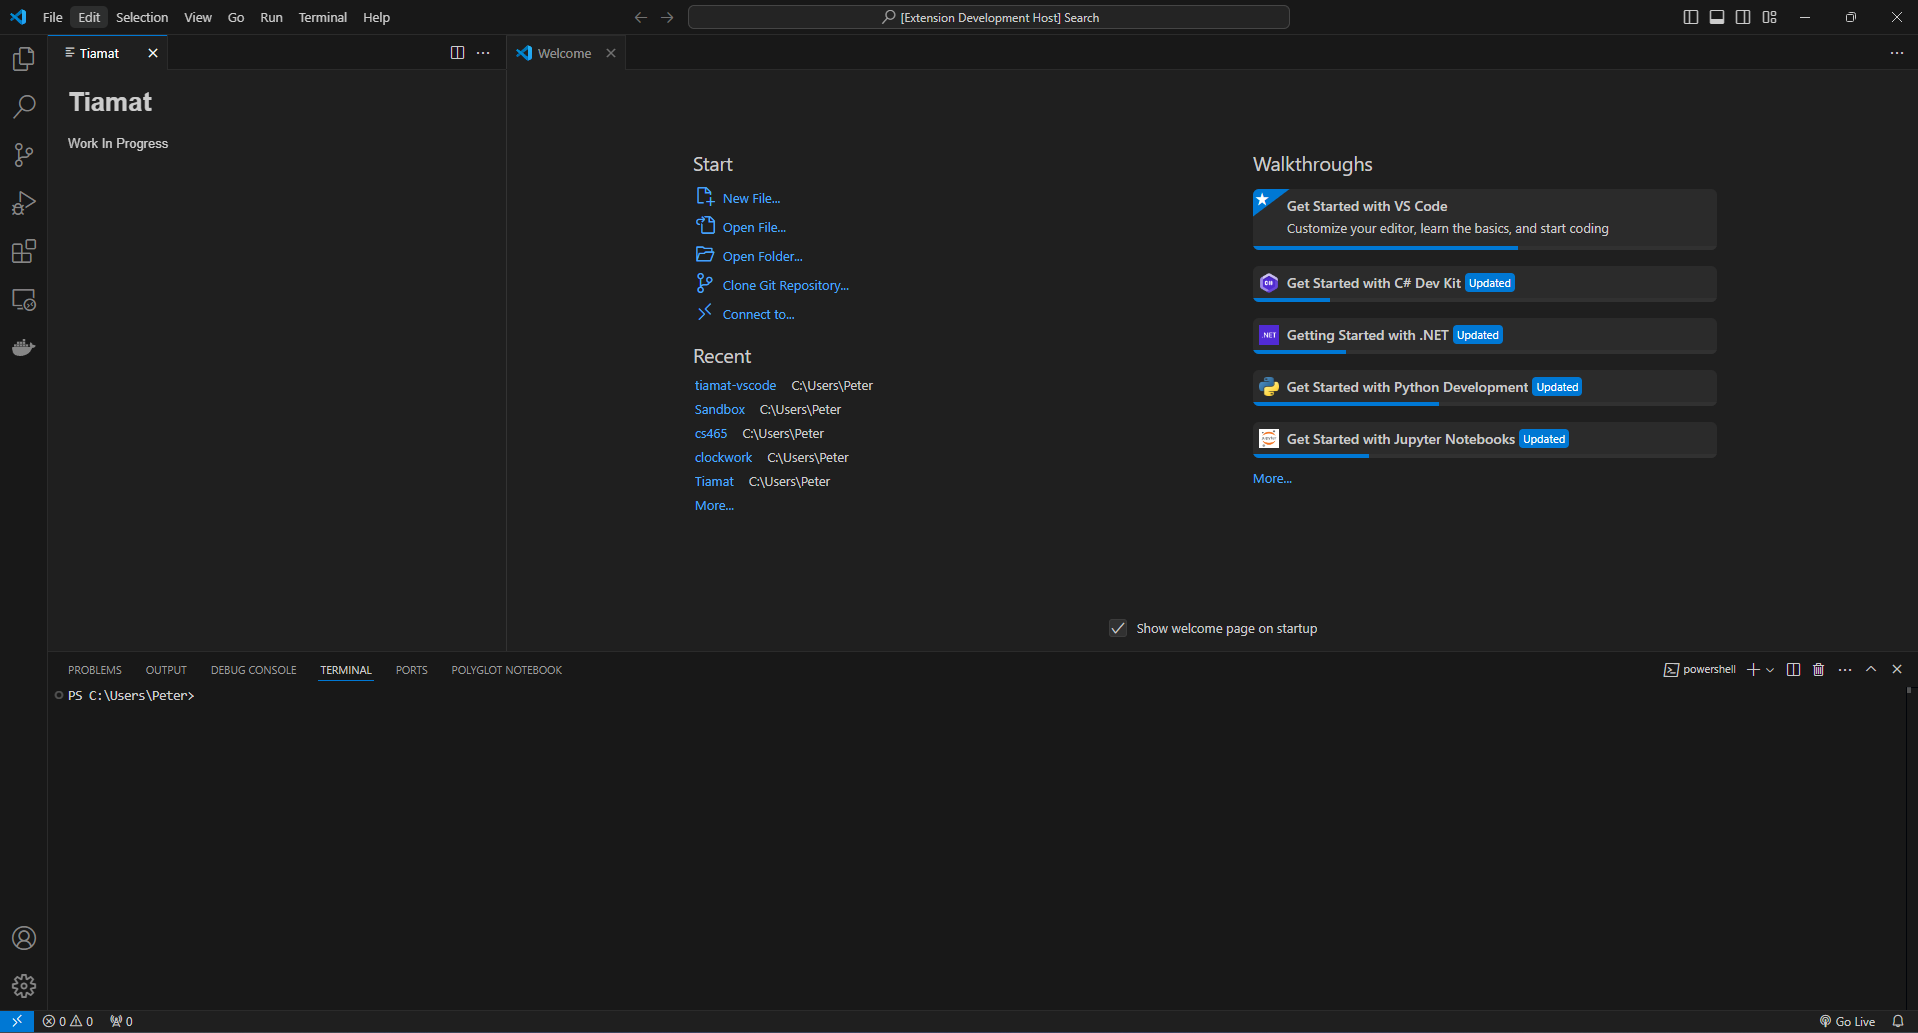 File Edit Selection View Go Run Terminal Help
[Extension Development Host] Search
Tiamat
Welcome
Tiamat
Work In Progress
Start
New File...
Open File...
Open Folder...
Clone Git Repository...
Connect to...
Recent
tiamat-vscode C:\Users\Peter
Sandbox C:\Users\Peter
cs465 C:\Users\Peter
clockwork C:\Users\Peter
Tiamat C:\Users\Peter
More...
Walkthroughs
Get Started with VS Code
Customize your editor, learn the basics, and start coding
Get Started with C# Dev Kit Updated
.NET Getting Started with .NET Updated
Get Started with Python Development Updated
Get Started with Jupyter Notebooks Updated
More...
Show welcome page on startup
PROBLEMS OUTPUT DEBUG CONSOLE TERMINAL PORTS POLYGLOT NOTEBOOK
powershell
PS C:\Users\Peter>
0 0 0
Go Live